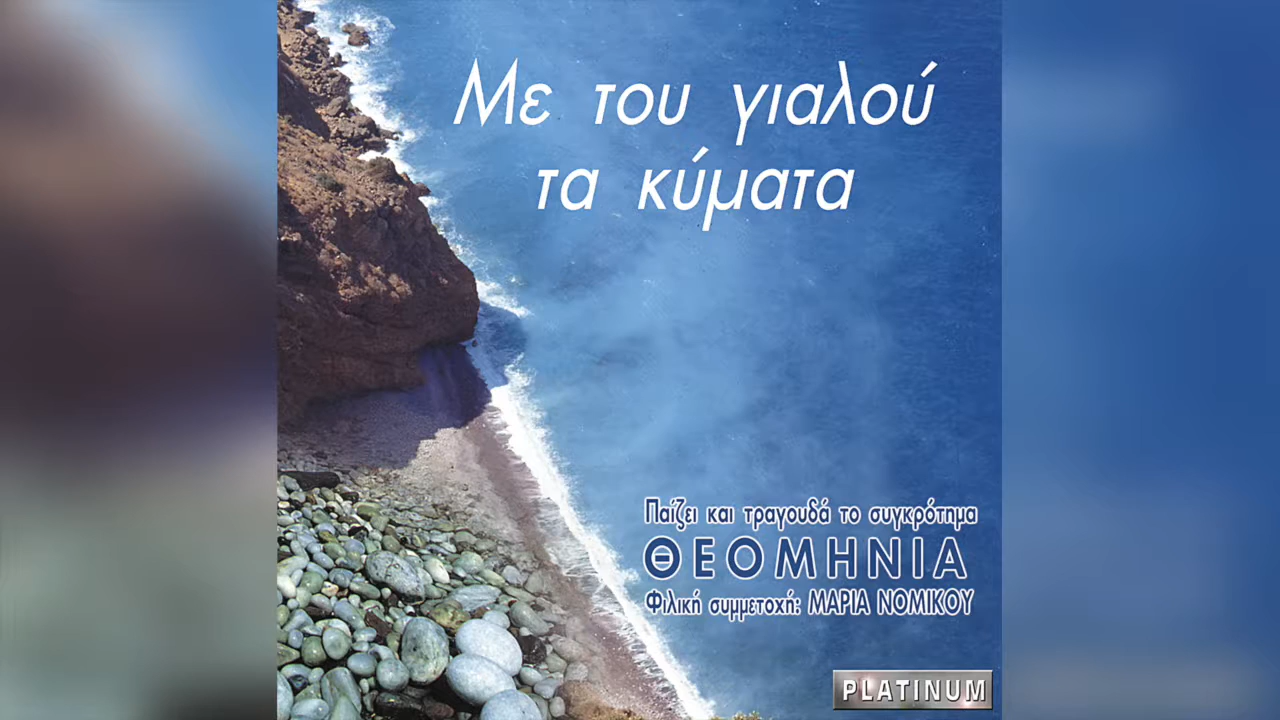 Με του γιαλού
τα κύματα
Παίζει και τραγουδά το συγκρότημα
ΘΕΟΜΗΝΙΑ
Φιλική συμμετοχή: ΜΑΡΙΑ ΝΟΜΙΚΟΥ
PLATINUM